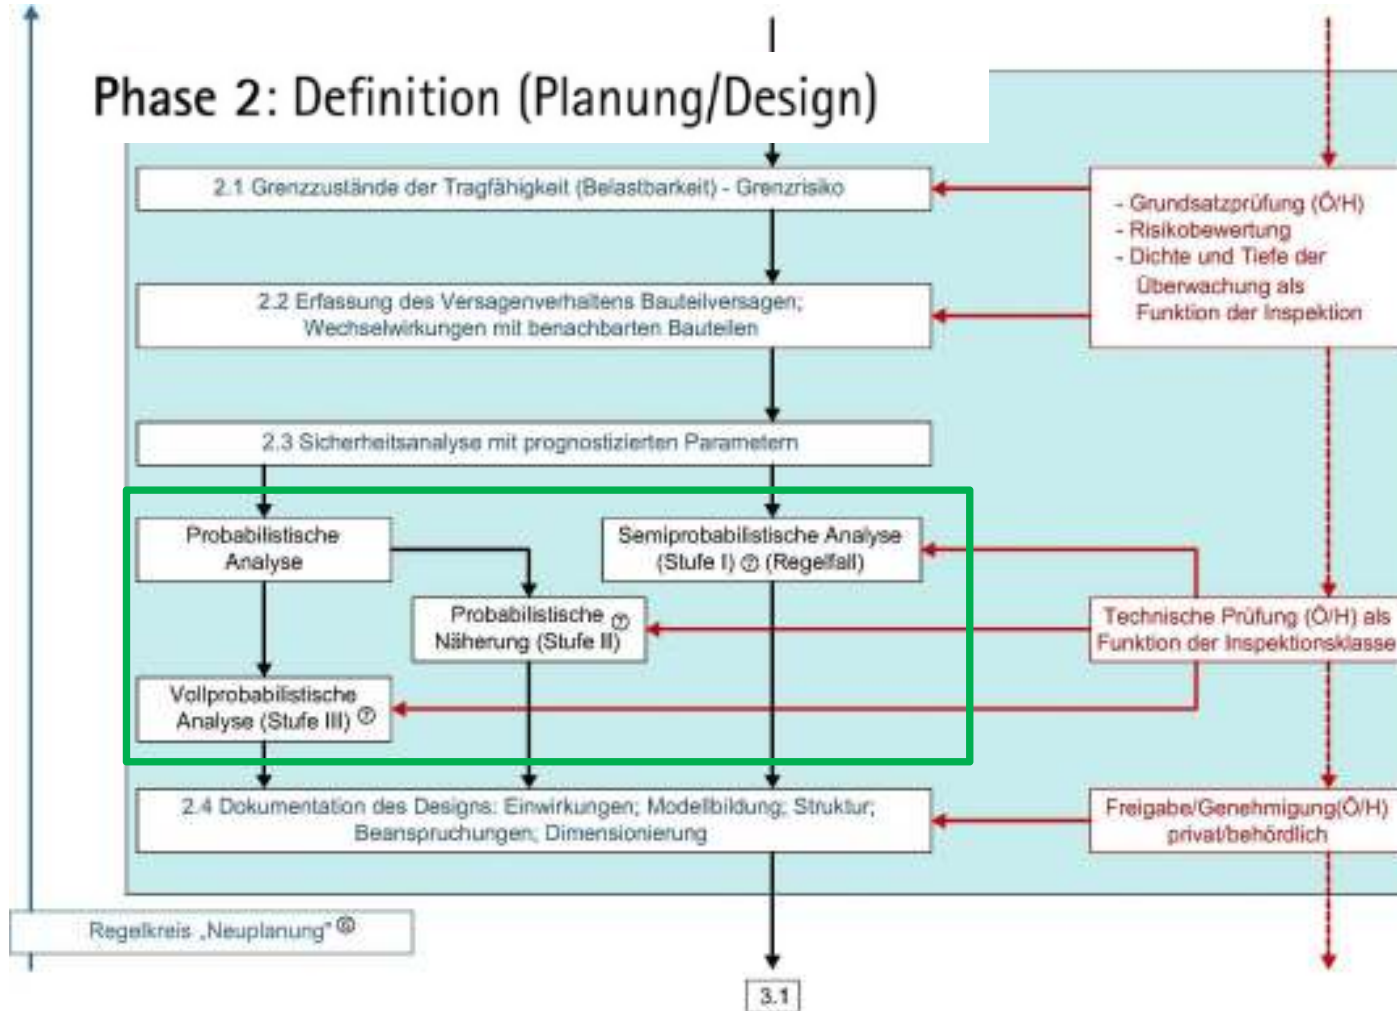 Phase 2: Definition (Planung/Design)
2.1 Grenzzustände der Tragfähigkeit (Belastbarkeit) - Grenzrisiko
- Grundsatzprüfung (Ö/H)
- Risikobewertung
- Dichte und Tiefe der
Überwachung als
Funktion der Inspektion
2.2 Erfassung des Versagenverhaltens Bauteilversagen;
Wechselwirkungen mit benachbarten Bauteilen
2.3 Sicherheitsanalyse mit prognostizierten Parametern
Probabilistische
Analyse
Semiprobabilistische Analyse
(Stufe I) ⑦ (Regelfall)
Probabilistische ⑦
Näherung (Stufe II)
Technische Prüfung (Ö/H) als
Funktion der Inspektionsklasse
Vollprobabilistische
Analyse (Stufe III) ⑦
2.4 Dokumentation des Designs: Einwirkungen; Modellbildung; Struktur;
Beanspruchungen; Dimensionierung
Freigabe/Genehmigung(Ö/H)
privat/behördlich
Regelkreis „Neuplanung"
3.1